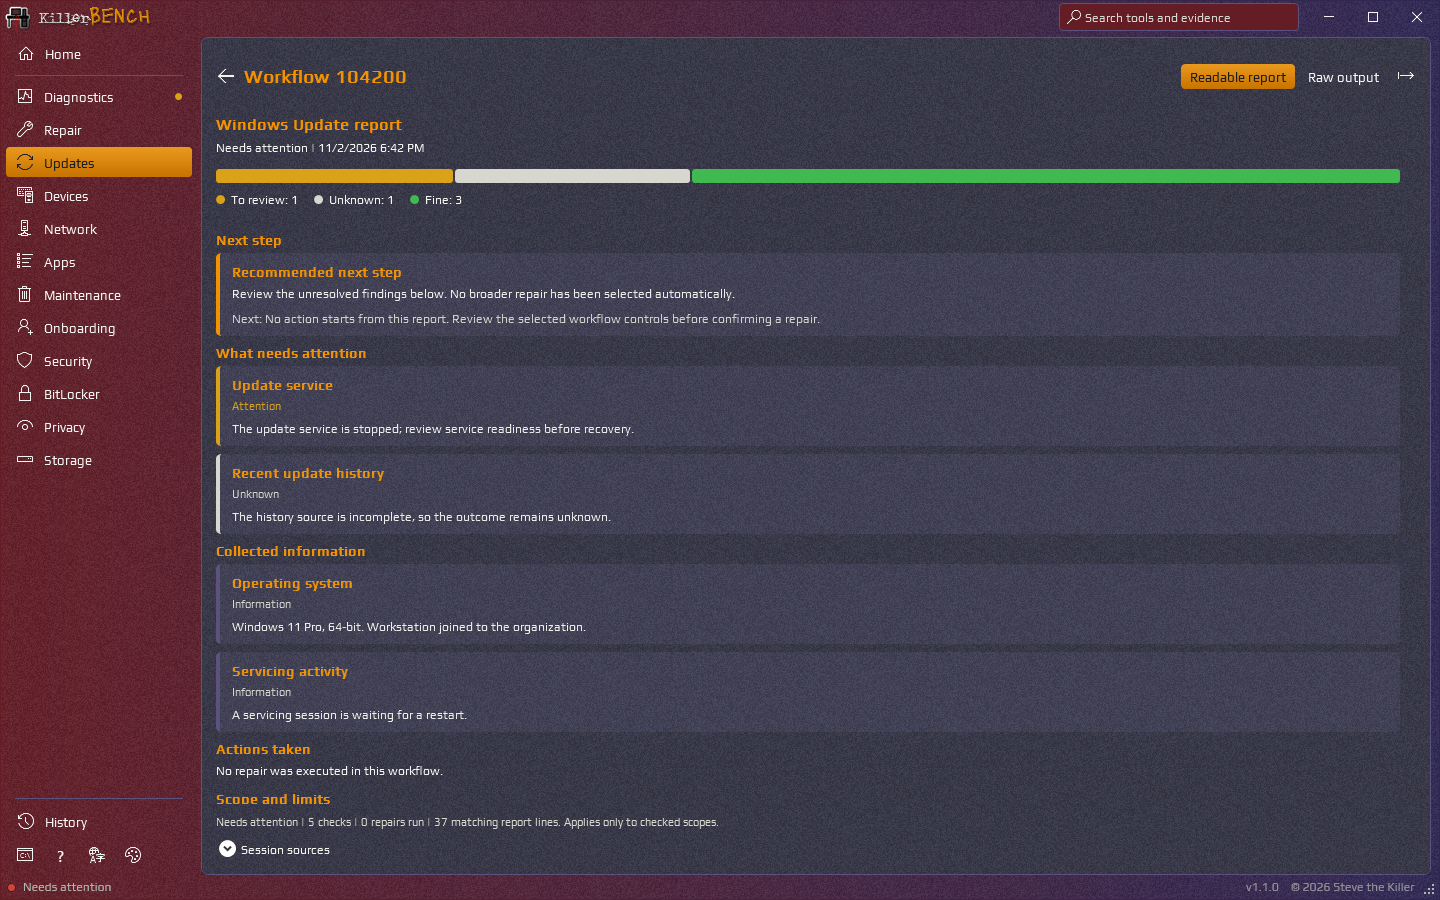 KillerBENCH
Search tools and evidence
Home
Diagnostics
Repair
Updates
Devices
Network
Apps
Maintenance
Onboarding
Security
BitLocker
Privacy
Storage
History
?
Needs attention
Workflow 104200
Readable report
Raw output
Windows Update report
Needs attention | 11/2/2026 6:42 PM
To review: 1
Unknown: 1
Fine: 3
Next step
Recommended next step
Review the unresolved findings below. No broader repair has been selected automatically.
Next: No action starts from this report. Review the selected workflow controls before confirming a repair.
What needs attention
Update service
Attention
The update service is stopped; review service readiness before recovery.
Recent update history
Unknown
The history source is incomplete, so the outcome remains unknown.
Collected information
Operating system
Information
Windows 11 Pro, 64-bit. Workstation joined to the organization.
Servicing activity
Information
A servicing session is waiting for a restart.
Actions taken
No repair was executed in this workflow.
Scope and limits
Needs attention | 5 checks | 0 repairs run | 37 matching report lines. Applies only to checked scopes.
Session sources
v1.1.0
© 2026 Steve the Killer